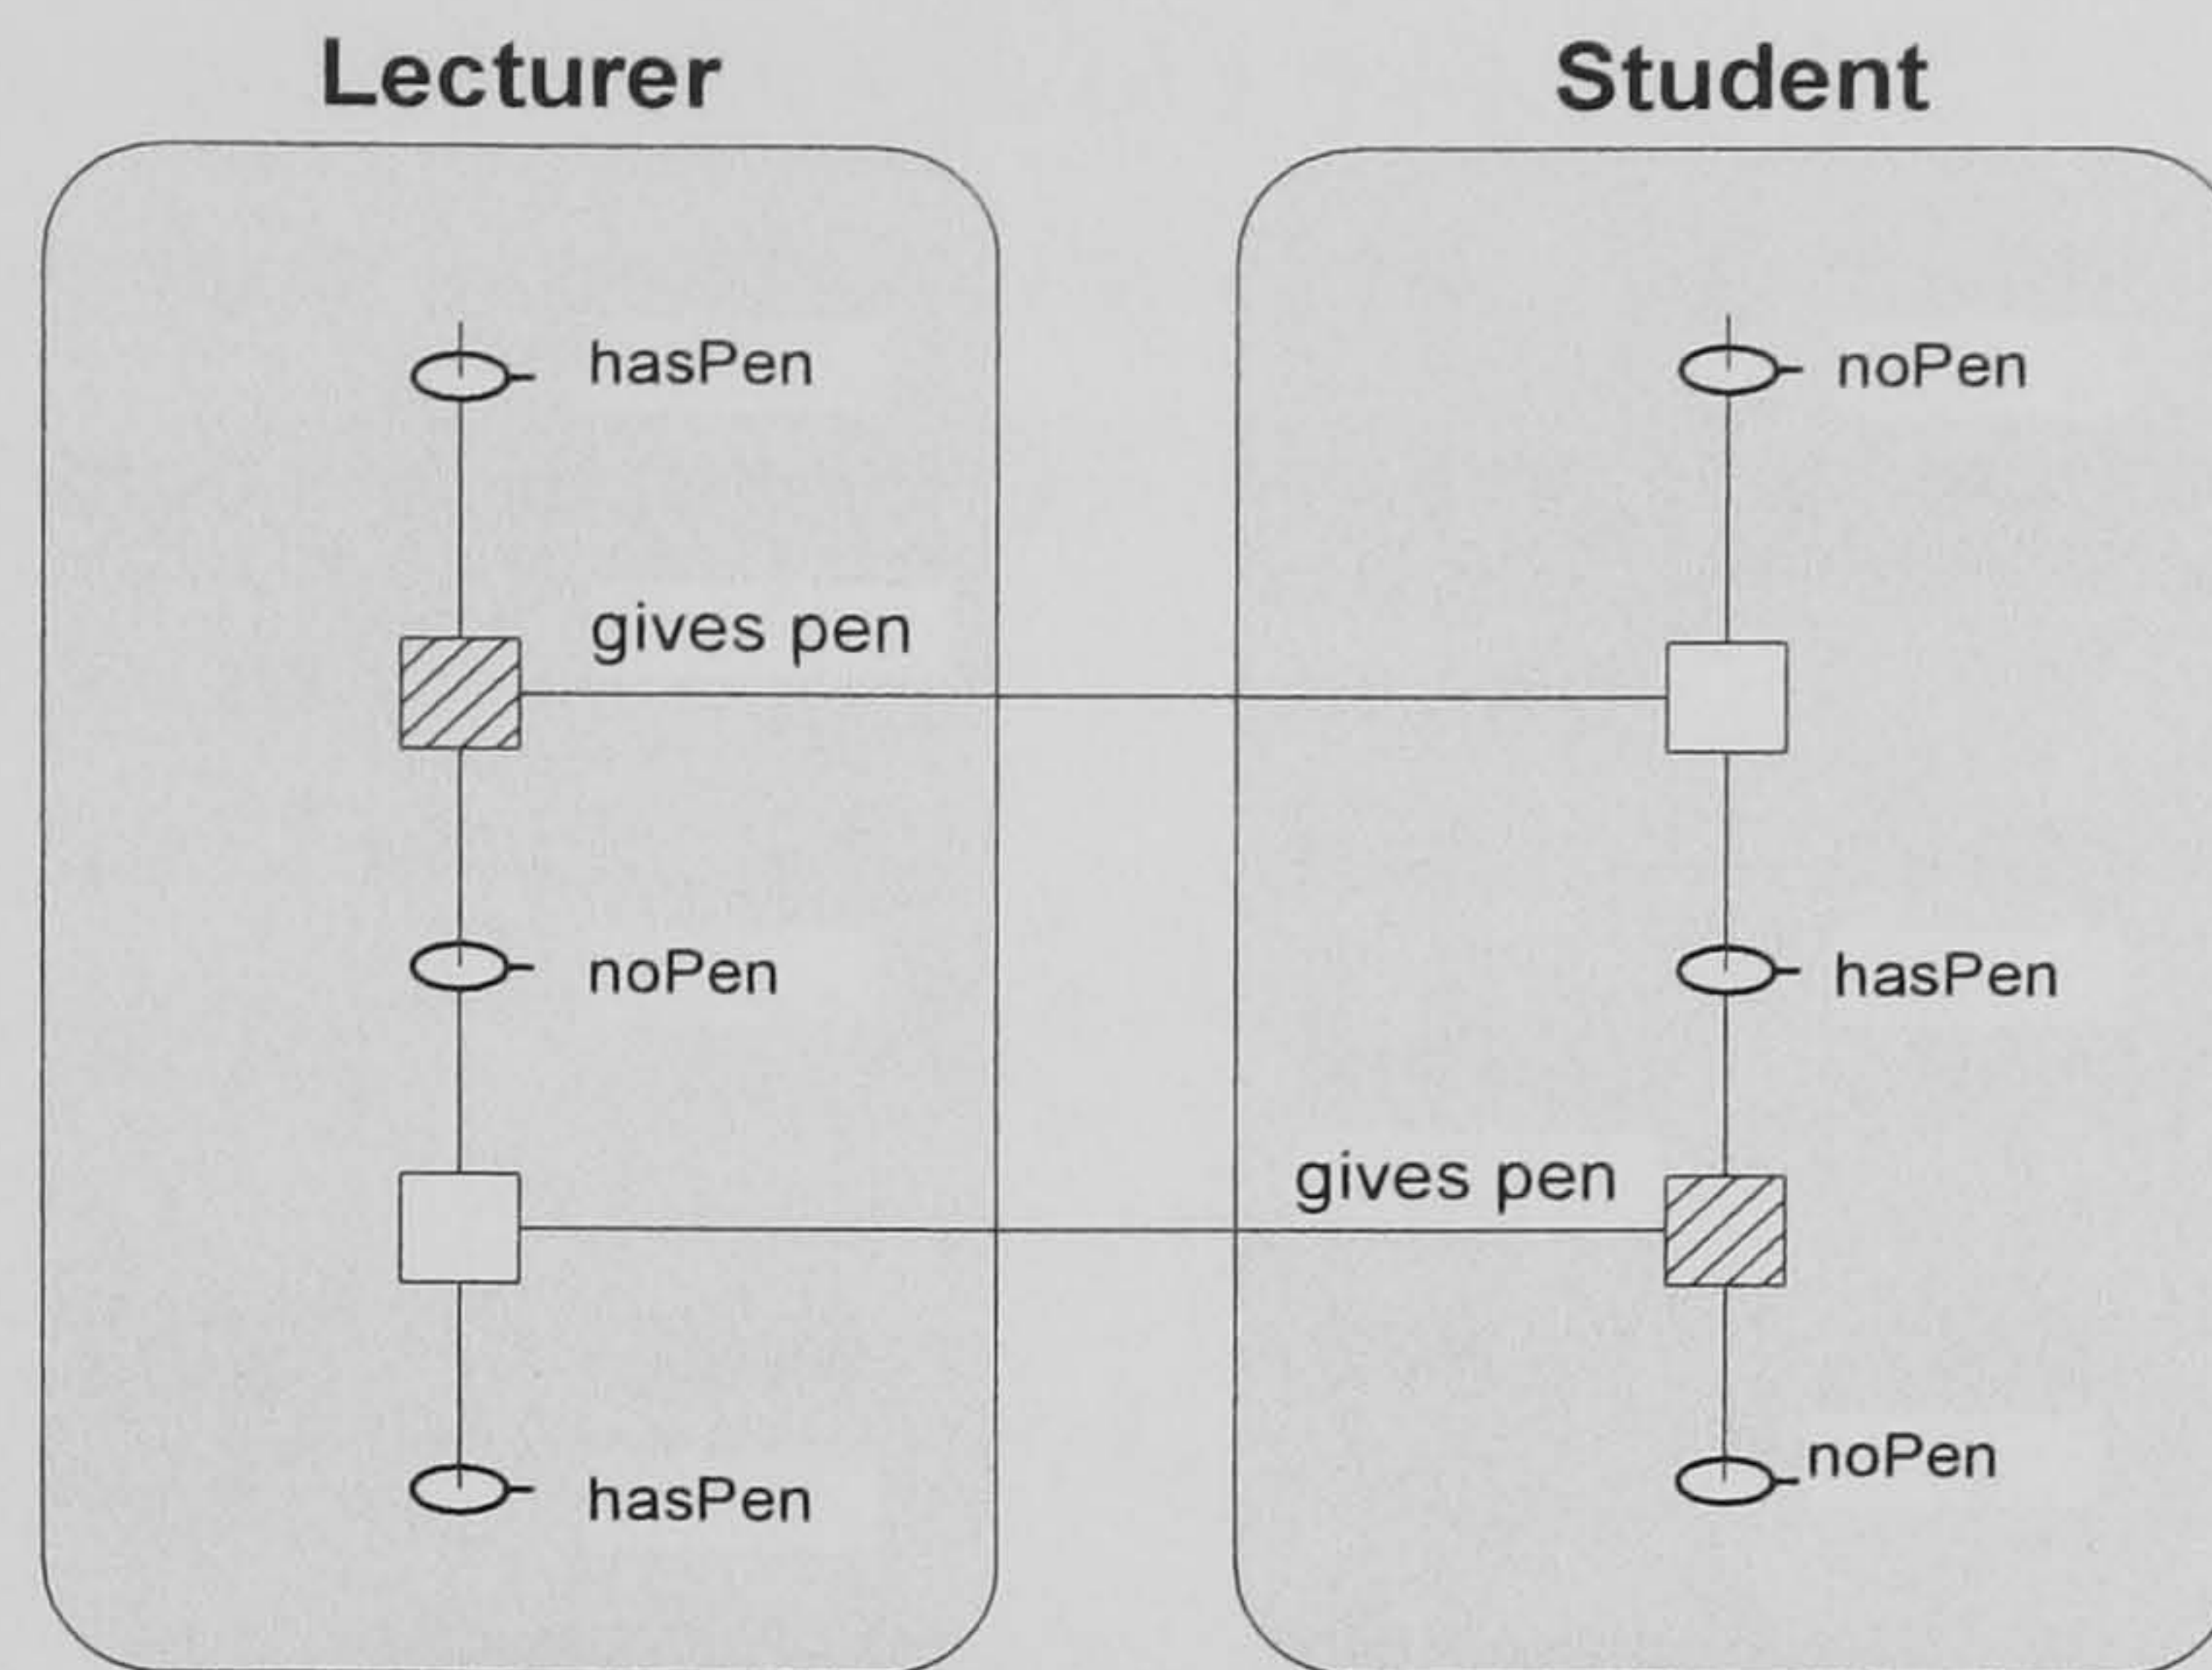 Lecturer
Student
hasPen
noPen
gives pen
noPen
hasPen
gives pen
hasPen
noPen